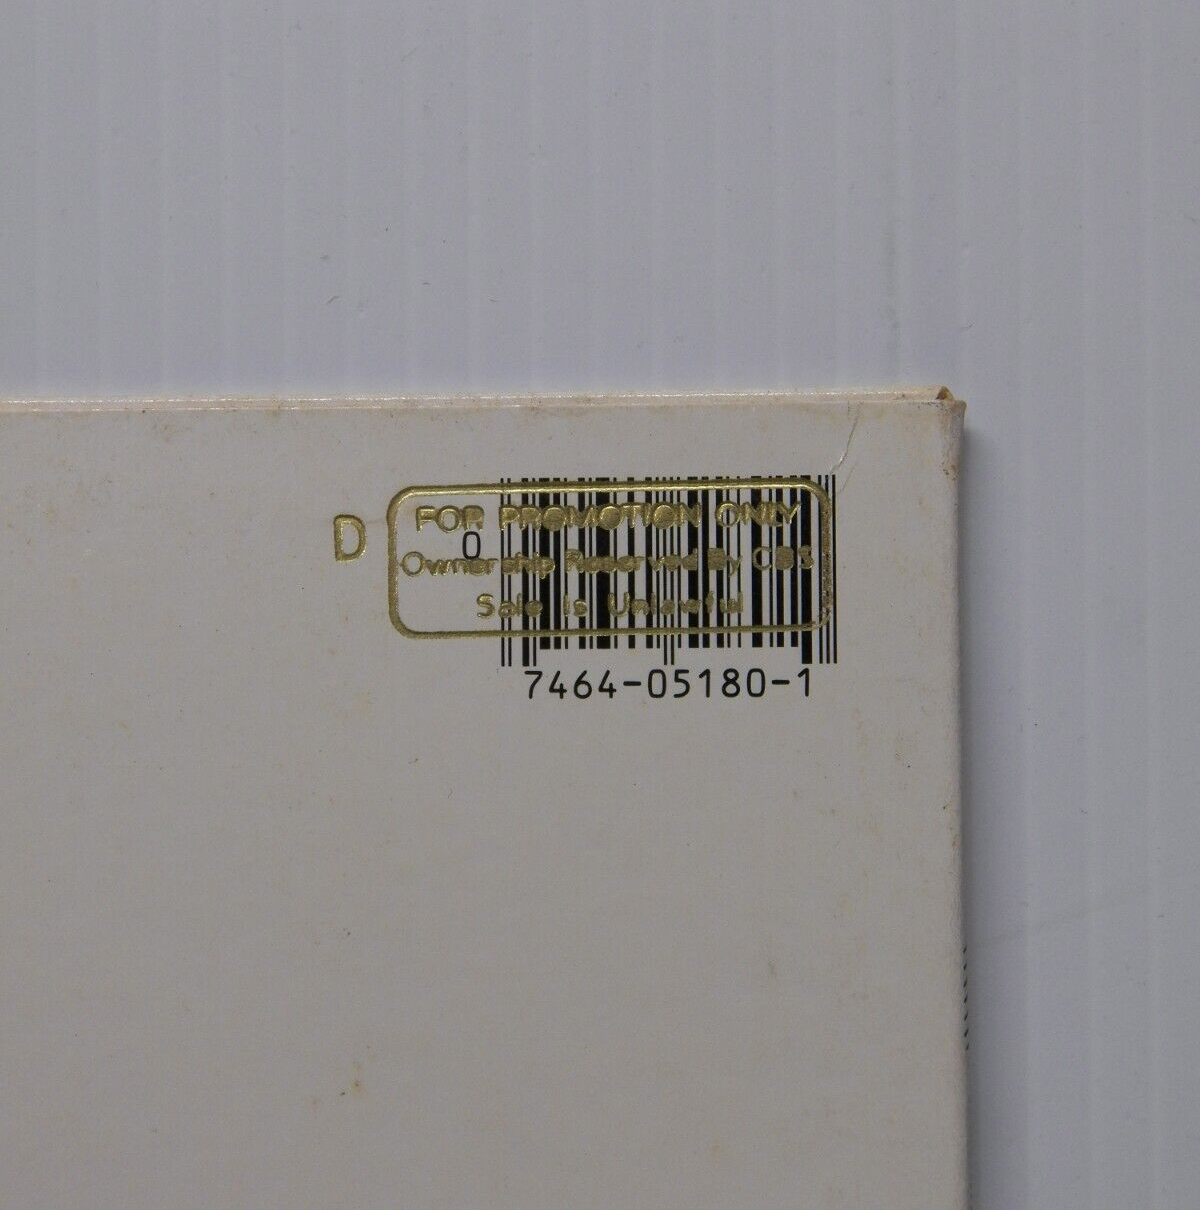 D
FOR PROMOTION ONLY
0
Ownership Reserved By CBS
Sale Is Unlawful
7464-05180-1